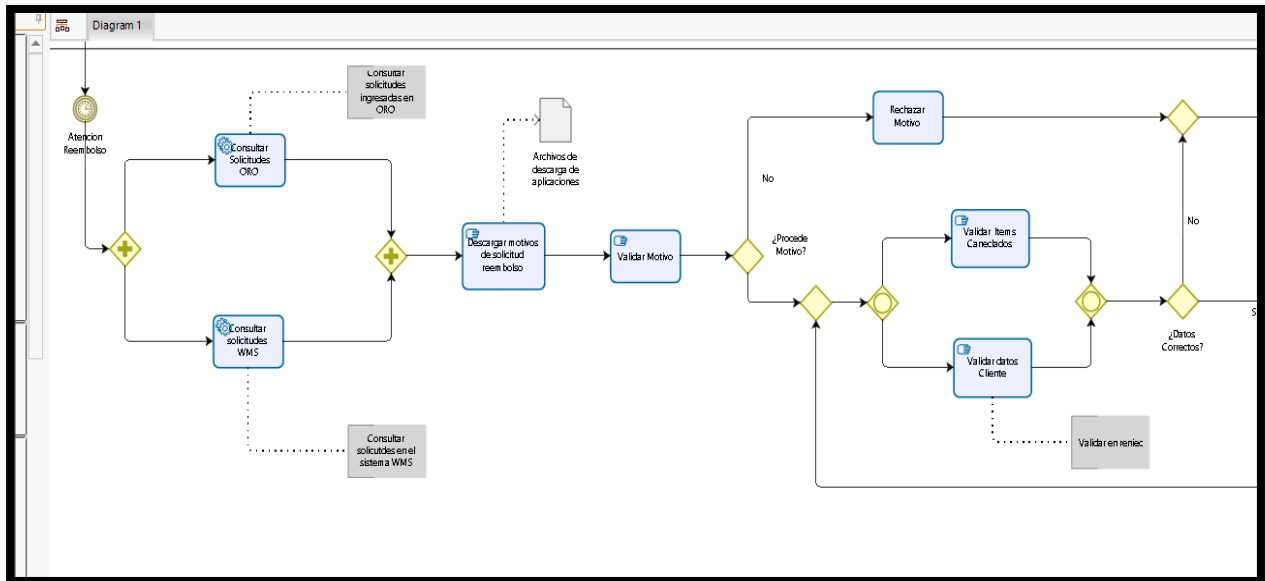 Diagram 1
Atencion
Reembolso
Consultar
Solicitudes
ORO
Consultar
solicitudes
ingresadas en
ORO
Consultar
solicitudes
WMS
Consultar
solicutdes en el
sistema WMS
Descargar motivos
de solicitud
reembolso
Archivos de
descarga de
aplicaciones
Validar Motivo
¿Procede
Motivo?
No
Rechazar
Motivo
Validar Items
Caneclados
Validar datos
Cliente
Validar en reniec
No
¿Datos
Correctos?
S